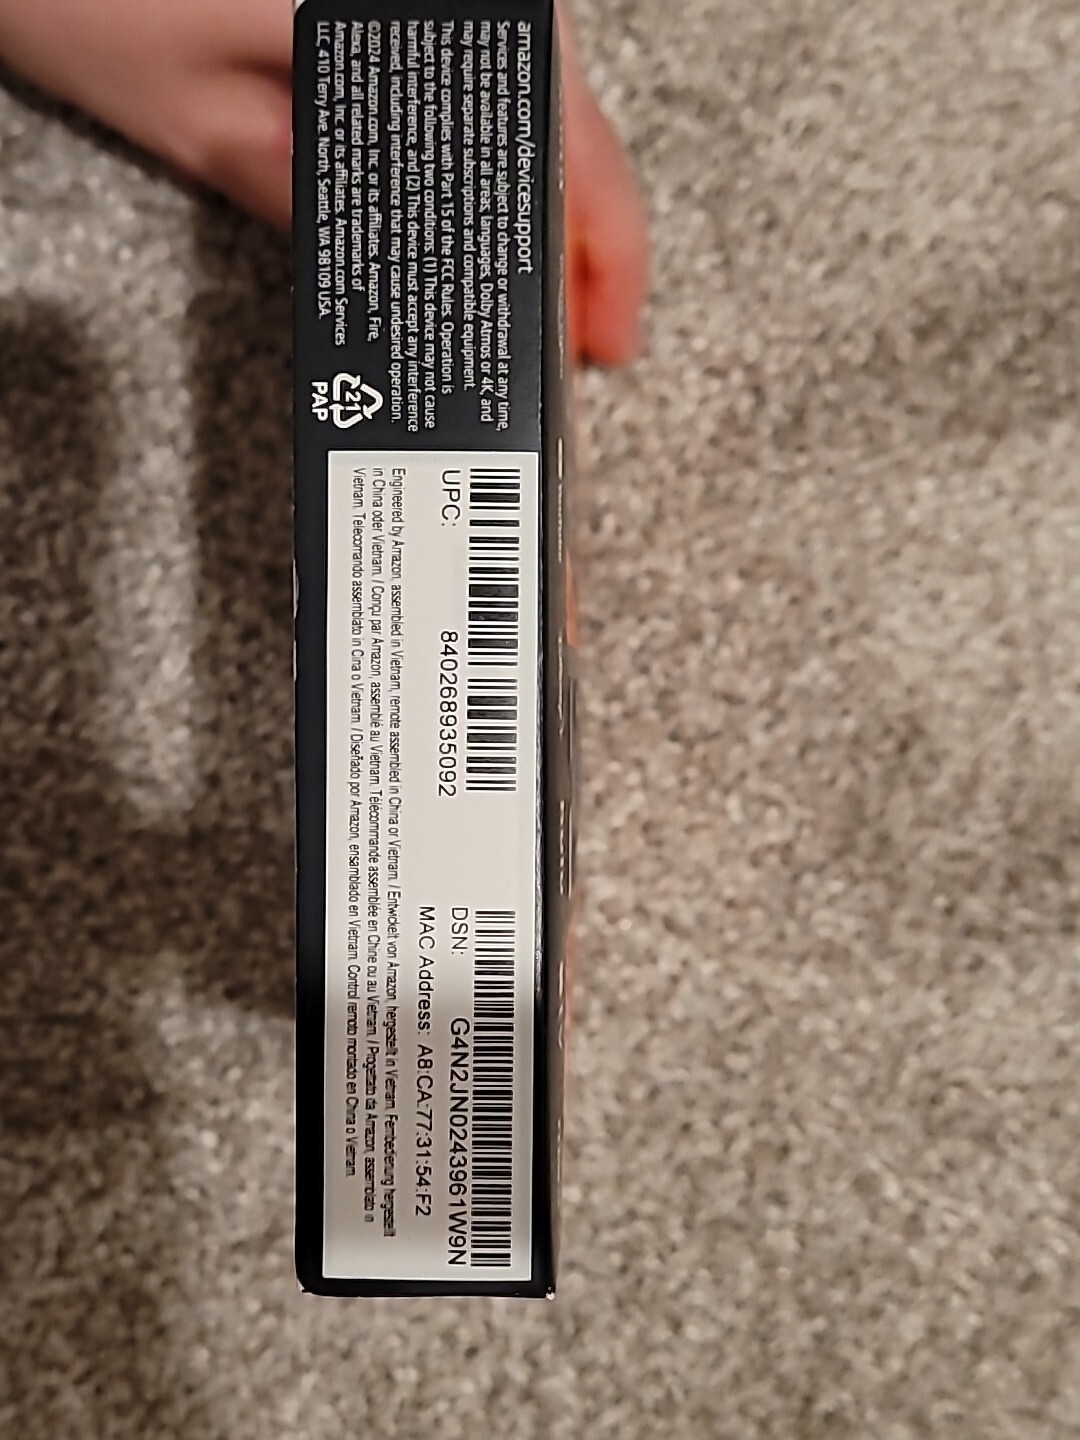 amazon.com/devicesupport
Services and features are subject to change or withdrawal at any time,
may not be available in all areas, languages, Dolby Atmos or 4K, and
may require separate subscriptions and compatible equipment.
This device complies with Part 15 of the FCC Rules. Operation is
subject to the following two conditions: (1) This device may not cause
harmful interference, and (2) This device must accept any interference
received, including interference that may cause undesired operation.
©2024 Amazon.com, Inc. or its affiliates. Amazon, Fire,
Alexa, and all related marks are trademarks of
Amazon.com, Inc. or its affiliates. Amazon.com Services
LLC, 410 Terry Ave. North, Seattle, WA 98109 USA.
21
PAP
UPC: 840268935092
DSN: G4N2JN0243961W9N
MAC Address: A8:CA:77:31:54:F2
Engineered by Amazon, assembled in Vietnam, remote assembled in China or Vietnam. / Entwickelt von Amazon, hergestellt in Vietnam. Fernbedienung hergestellt
in China oder Vietnam. / Conçu par Amazon, assemblé au Vietnam. Télécommande assemblée en Chine ou au Vietnam. / Progettato da Amazon, assemblato in
Vietnam. Telecomando assemblato in Cina o Vietnam. / Diseñado por Amazon, ensamblado en Vietnam. Control remoto montado en China o Vietnam.